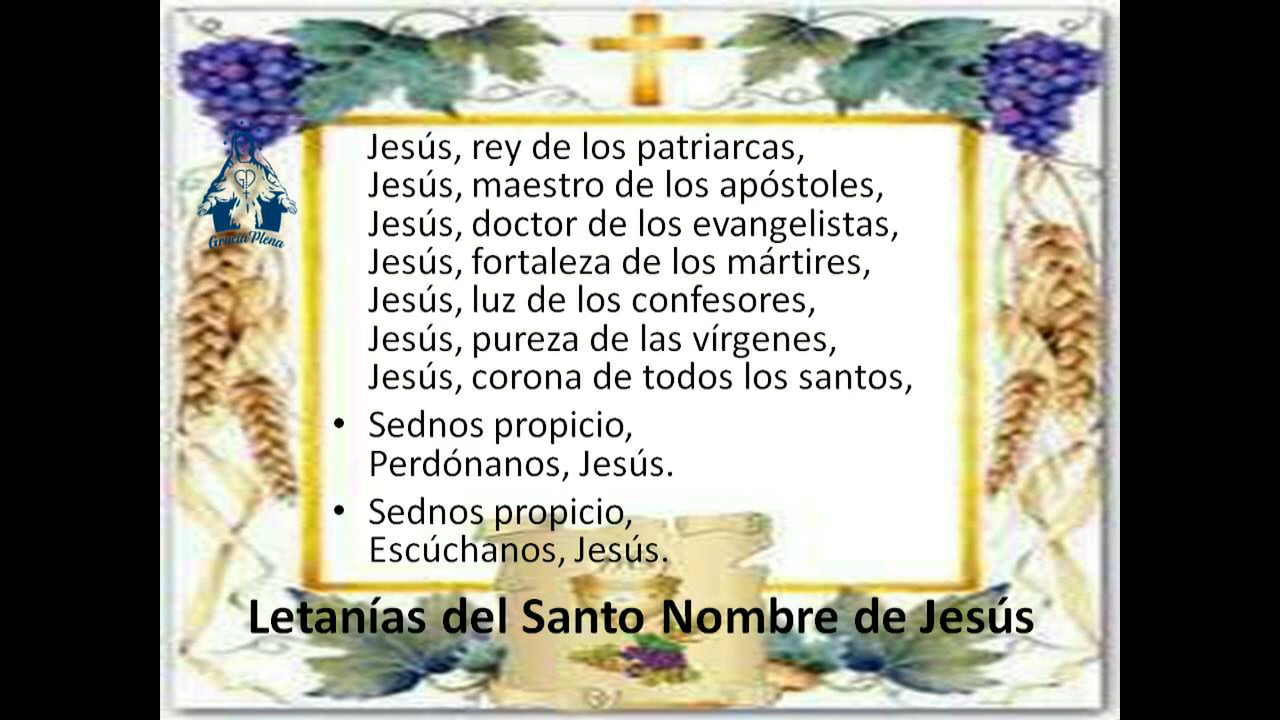 Jesús, rey de los patriarcas,
Jesús, maestro de los apóstoles,
Jesús, doctor de los evangelistas,
Jesús, fortaleza de los mártires,
Jesús, luz de los confesores,
Jesús, pureza de las vírgenes,
Jesús, corona de todos los santos,
• Sednos propicio,
Perdónanos, Jesús.
• Sednos propicio,
Escúchanos, Jesús.
Letanías del Santo Nombre de Jesús
Gracia Plena